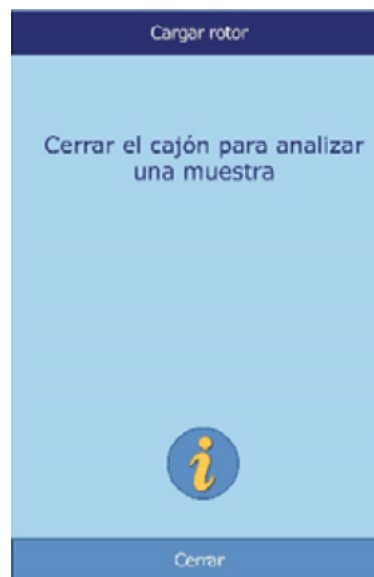 Cargar rotor
Cerrar el cajón para analizar
una muestra
i
Cerrar